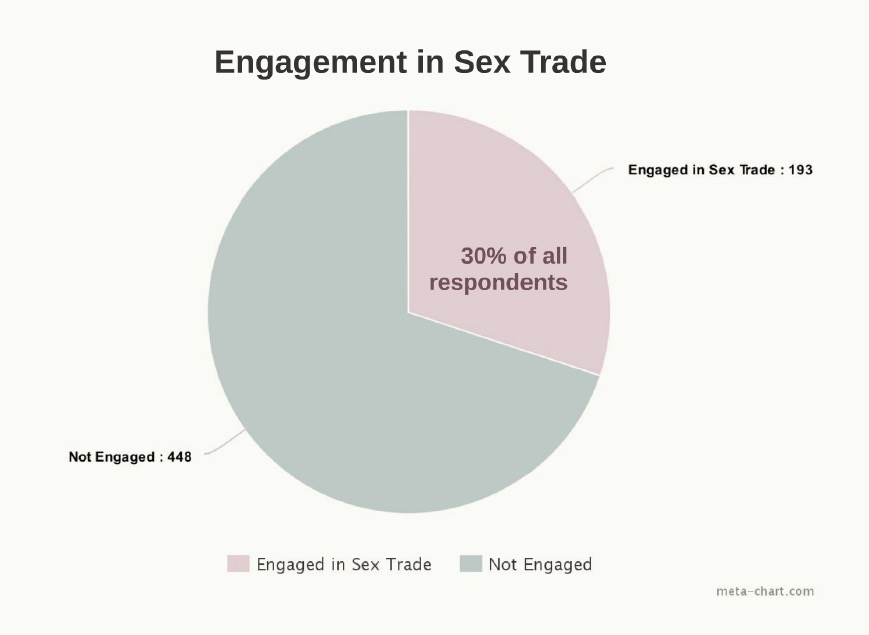 Engagement in Sex Trade
Engaged in Sex Trade : 193
30% of all
respondents
Not Engaged : 448
Engaged in Sex Trade
Not Engaged
meta-chart.com